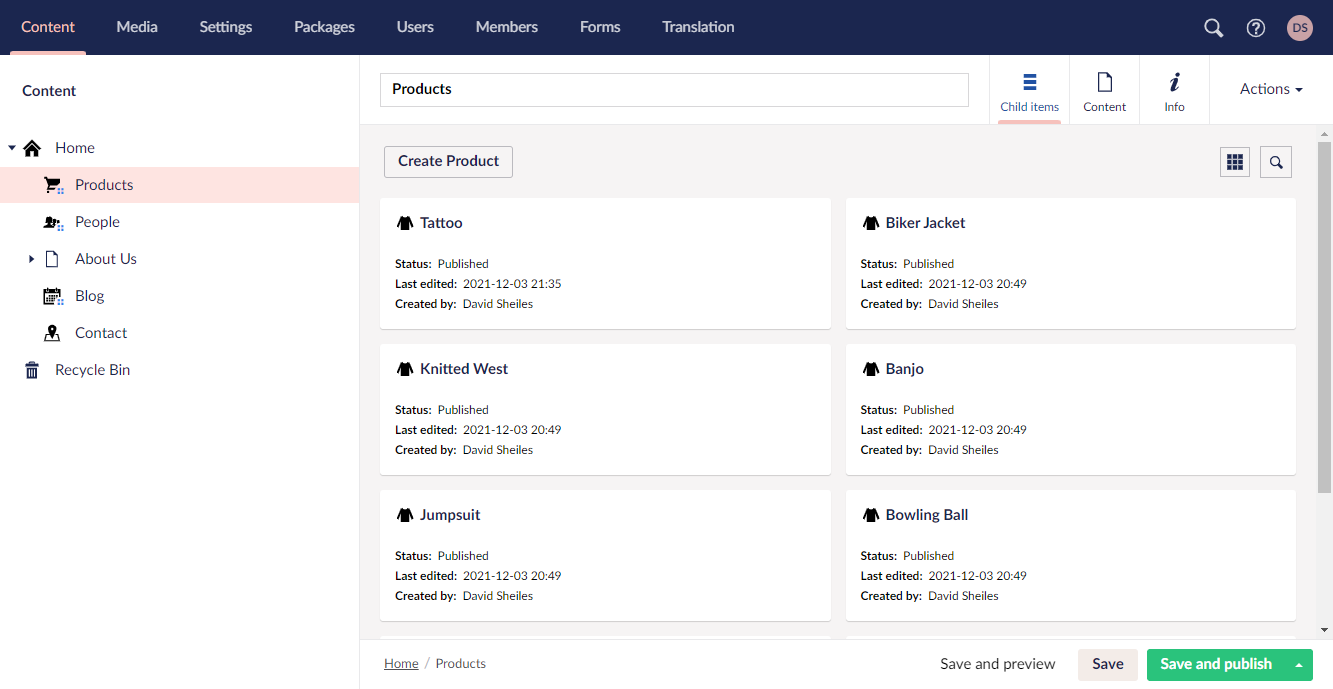 Content Media Settings Packages Users Members Forms Translation DS
Content
Home
Products
People
About Us
Blog
Contact
Recycle Bin
Products
Child items
Content
Info
Actions
Create Product
Tattoo
Status: Published
Last edited: 2021-12-03 21:35
Created by: David Sheiles
Biker Jacket
Status: Published
Last edited: 2021-12-03 20:49
Created by: David Sheiles
Knitted West
Status: Published
Last edited: 2021-12-03 20:49
Created by: David Sheiles
Banjo
Status: Published
Last edited: 2021-12-03 20:49
Created by: David Sheiles
Jumpsuit
Status: Published
Last edited: 2021-12-03 20:49
Created by: David Sheiles
Bowling Ball
Status: Published
Last edited: 2021-12-03 20:49
Created by: David Sheiles
Home / Products
Save and preview
Save
Save and publish